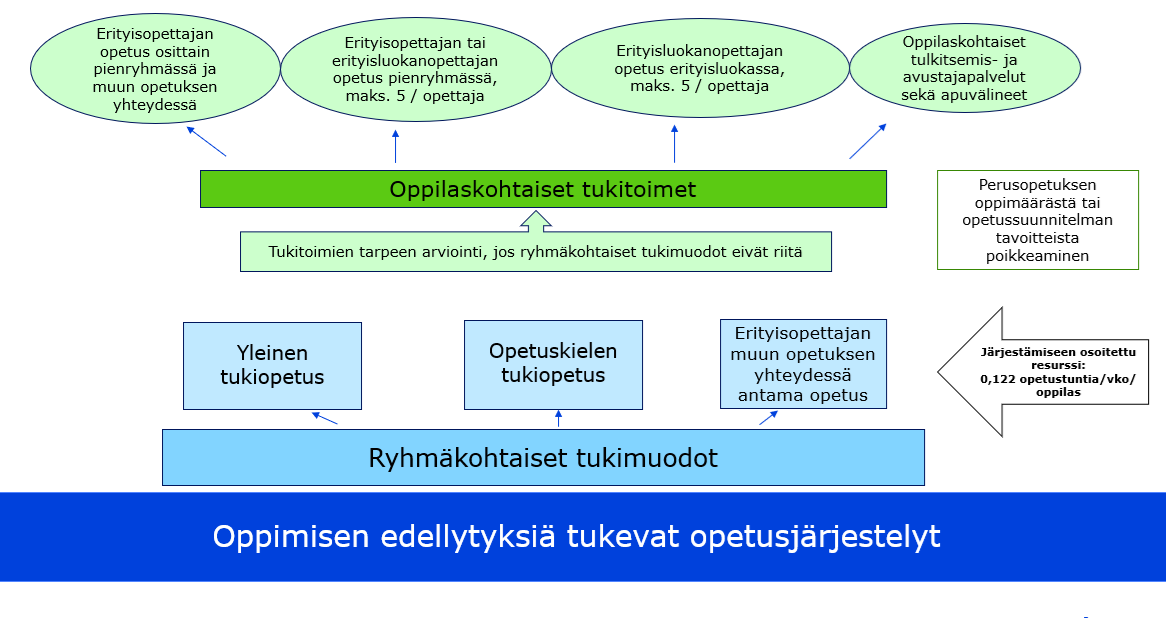 Erityisopettajan
opetus osittain
pienryhmässä ja
muun opetuksen
yhteydessä
Erityisopettajan tai
erityisluokanopettajan
opetus pienryhmässä,
maks. 5 / opettaja
Erityisluokanopettajan
opetus erityisluokassa,
maks. 5 / opettaja
Oppilaskohtaiset
tulkitsemis- ja
avustajapalvelut
sekä apuvälineet
Oppilaskohtaiset tukitoimet
Perusopetuksen
oppimäärästä tai
opetussuunnitelman
tavoitteista
poikkeaminen
Tukitoimien tarpeen arviointi, jos ryhmäkohtaiset tukimuodot eivät riitä
Yleinen
tukiopetus
Opetuskielen
tukiopetus
Erityisopettajan
muun opetuksen
yhteydessä
antama opetus
Järjestämiseen osoitettu
resurssi:
0,122 opetustuntia/vko/
oppilas
Ryhmäkohtaiset tukimuodot
Oppimisen edellytyksiä tukevat opetusjärjestelyt